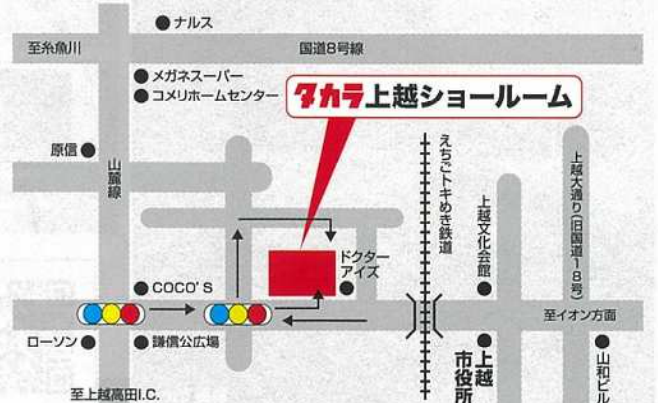 ナルス
至糸魚川
国道8号線
メガネスーパー
コメリホームセンター
タカラ上越ショールーム
原信
山麓線
えちごトキめき鉄道
上越文化会館
上越大通り(旧国道18号)
ドクター
アイズ
COCO'S
至イオン方面
ローソン
謙信公広場
上越
市役所
山和ビル
至上越高田I.C.